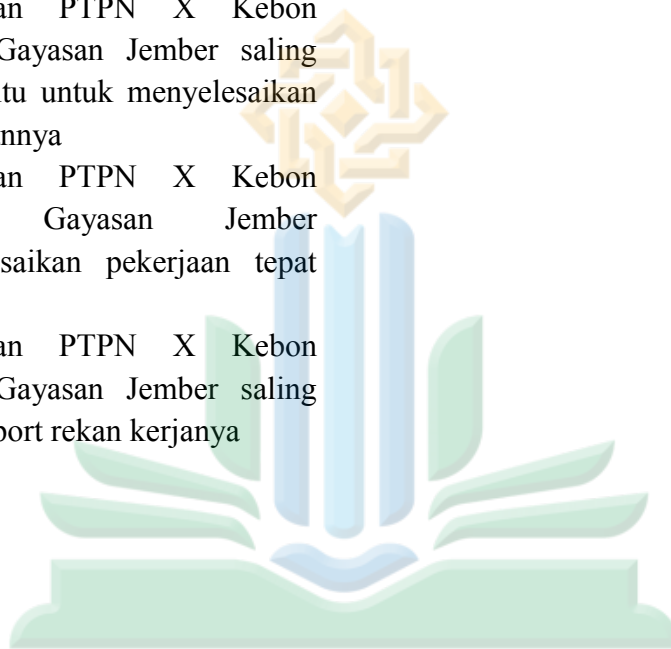 an PTPN X Kebon
Gayasan Jember saling
tu untuk menyelesaikan
nnya
an PTPN X Kebon
Gayasan Jember
saikan pekerjaan tepat
an PTPN X Kebon
Gayasan Jember saling
port rekan kerjanya